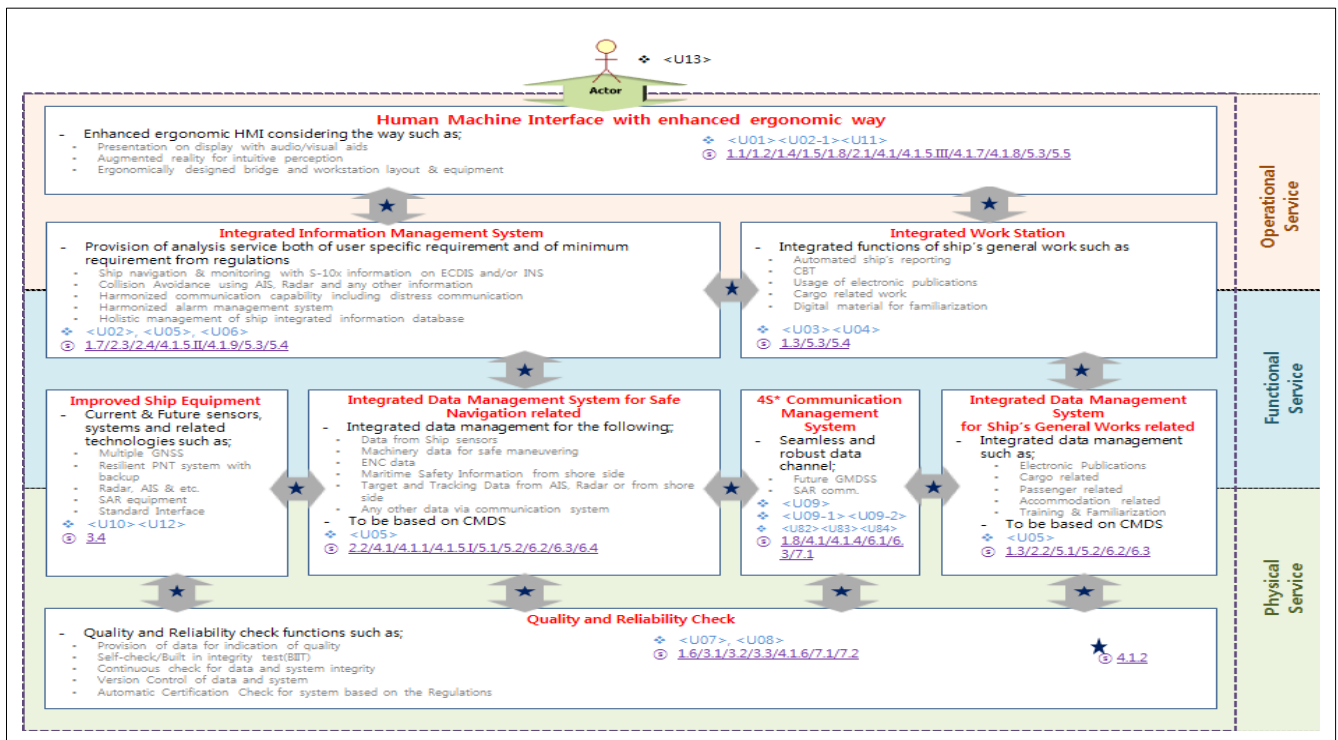 ❖ <U13>
Actor
Human Machine Interface with enhanced ergonomic way
- Enhanced ergonomic HMI considering the way such as;
- Presentation on display with audio/visual aids
- Augmented reality for intuitive perception
- Ergonomically designed bridge and workstation layout & equipment
❖ <U01><U02-1><U11>
Ⓢ 1.1/1.2/1.4/1.5/1.8/2.1/4.1/4.1.5.III/4.1.7/4.1.8/5.3/5.5
Operational
Service
Integrated Information Management System
- Provision of analysis service both of user specific requirement and of minimum
requirement from regulations
- Ship navigation & monitoring with S-10x information on ECDIS and/or INS
- Collision Avoidance using AIS, Radar and any other information
- Harmonized communication capability including distress communication
- Harmonized alarm management system
- Holistic management of ship integrated information database
❖ <U02>, <U05>, <U06>
Ⓢ 1.7/2.3/2.4/4.1.5.II/4.1.9/5.3/5.4
Integrated Work Station
- Integrated functions of ship's general work such as
- Automated ship's reporting
- CBT
- Usage of electronic publications
- Cargo related work
- Digital material for familiarization
❖ <U03><U04>
Ⓢ 1.3/5.3/5.4
Functional
Service
Improved Ship Equipment
- Current & Future sensors,
systems and related
technologies such as;
- Multiple GNSS
- Resilient PNT system with
backup
- Radar, AIS & etc.
- SAR equipment
- Standard Interface
❖ <U10><U12>
Ⓢ 3.4
Integrated Data Management System for Safe
Navigation related
- Integrated data management for the following;
- Data from Ship sensors
- Machinery data for safe maneuvering
- ENC data
- Maritime Safety Information from shore side
- Target and Tracking Data from AIS, Radar or from shore
side
- Any other data via communication system
- To be based on CMDS
❖ <U05>
Ⓢ 2.2/4.1/4.1.1/4.1.5.I/5.1/5.2/6.2/6.3/6.4
4S* Communication
Management
System
- Seamless and
robust data
channel;
- Future GMDSS
- SAR comm.
❖ <U09>
❖ <U09-1><U09-2>
❖ <U82><U83><U84>
Ⓢ 1.8/4.1/4.1.4/6.1/6.
3/7.1
Integrated Data Management
System
for Ship's General Works related
- Integrated data management
such as;
- Electronic Publications
- Cargo related
- Passenger related
- Accommodation related
- Training & Familiarization
- To be based on CMDS
❖ <U05>
Ⓢ 1.3/2.2/5.1/5.2/6.2/6.3
Physical
Service
Quality and Reliability Check
- Quality and Reliability check functions such as;
- Provision of data for indication of quality
- Self-check/Built in integrity test(BIIT)
- Continuous check for data and system integrity
- Version Control of data and system
- Automatic Certification Check for system based on the Regulations
❖ <U07>, <U08>
Ⓢ 1.6/3.1/3.2/3.3/4.1.6/7.1/7.2
★
Ⓢ 4.1.2